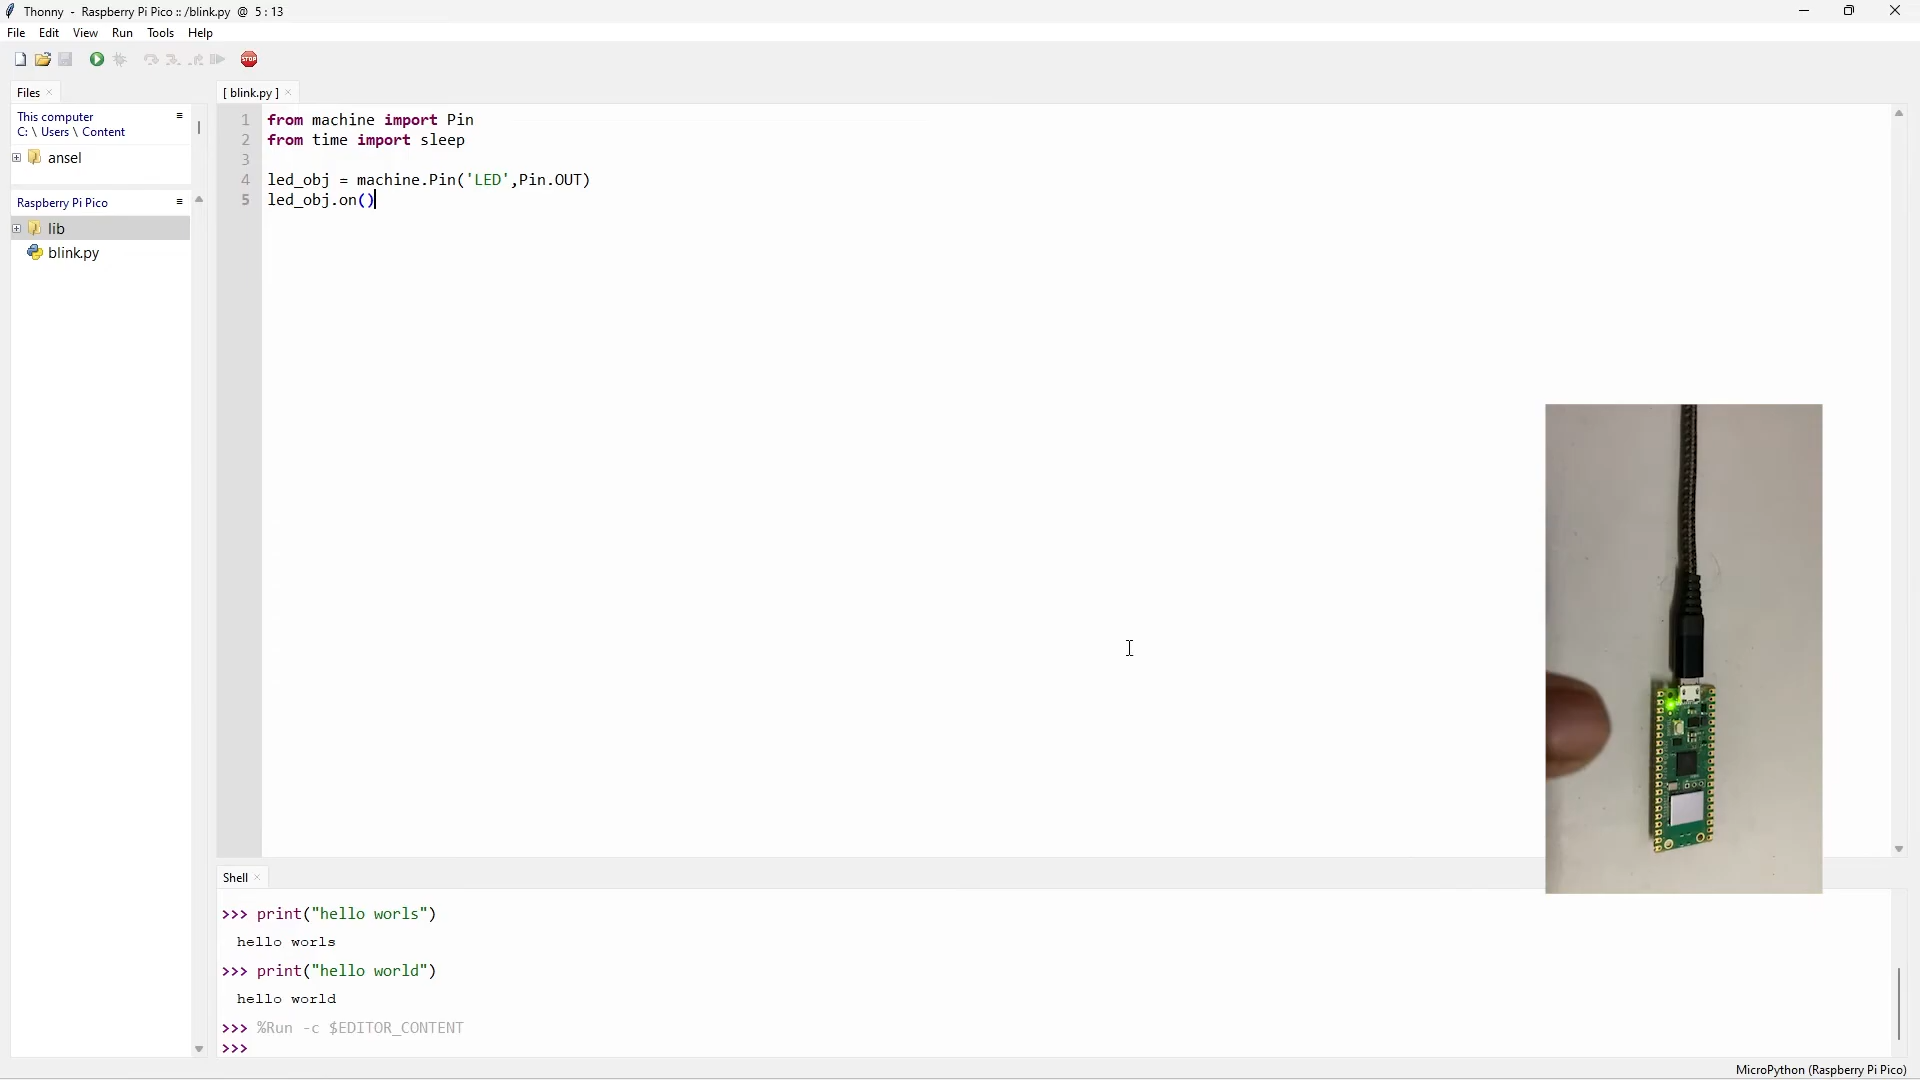 Thonny - Raspberry Pi Pico :: /blink.py @ 5 : 13
File Edit View Run Tools Help
STOP
Files
[ blink.py ]
This computer
C: \ Users \ Content
ansel
Raspberry Pi Pico
lib
blink.py
1 from machine import Pin
2 from time import sleep
3
4 led_obj = machine.Pin('LED',Pin.OUT)
5 led_obj.on()
Shell
>>> print("hello worls")
hello worls
>>> print("hello world")
hello world
>>> %Run -c $EDITOR_CONTENT
>>>
MicroPython (Raspberry Pi Pico)